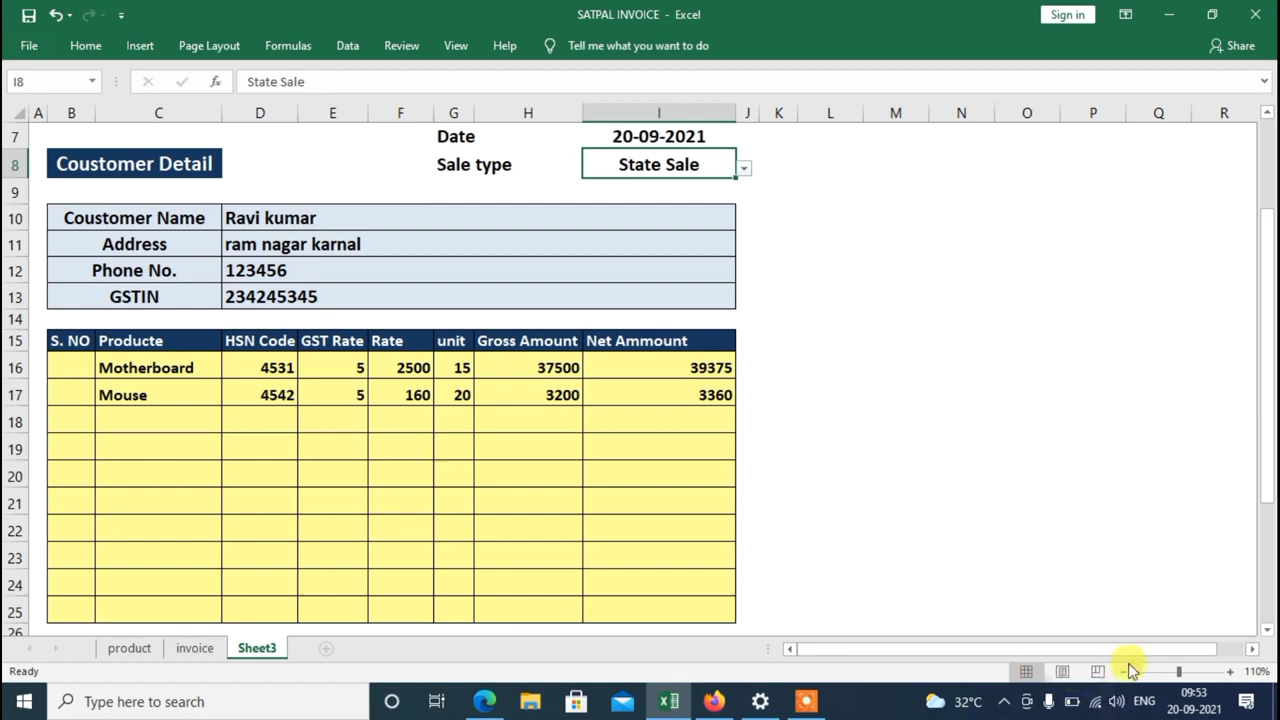 SATPAL INVOICE - Excel
Sign in
File Home Insert Page Layout Formulas Data Review View Help Tell me what you want to do Share
I8 fx State Sale
A B C D E F G H I J K L M N O P Q R
7 Date 20-09-2021
8 Coustomer Detail Sale type State Sale
9
10 Coustomer Name Ravi kumar
11 Address ram nagar karnal
12 Phone No. 123456
13 GSTIN 234245345
14
15 S. NO Producte HSN Code GST Rate Rate unit Gross Amount Net Ammount
16 Motherboard 4531 5 2500 15 37500 39375
17 Mouse 4542 5 160 20 3200 3360
18
19
20
21
22
23
24
25
26
product invoice Sheet3
Ready 110%
Type here to search 32°C ENG 09:53
20-09-2021